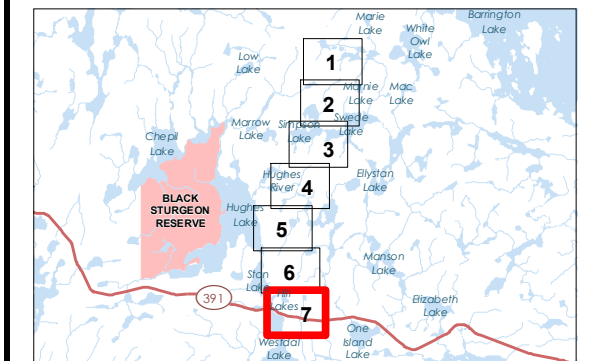 Marie
Lake
White
Owl
Lake
Barrington
Lake
Low
Lake
1
2
Marnie
Lake
Mac
Lake
Swede
Lake
Marrow
Lake
Simpson
Lake
3
Chepil
Lake
Hughes
River
4
Ellystan
Lake
BLACK
STURGEON
RESERVE
Hughes
Lake
5
6
Manson
Lake
Stan
Lake
391
Hill
Lakes
7
Elizabeth
Lake
One
Island
Lake
Westdal
Lake